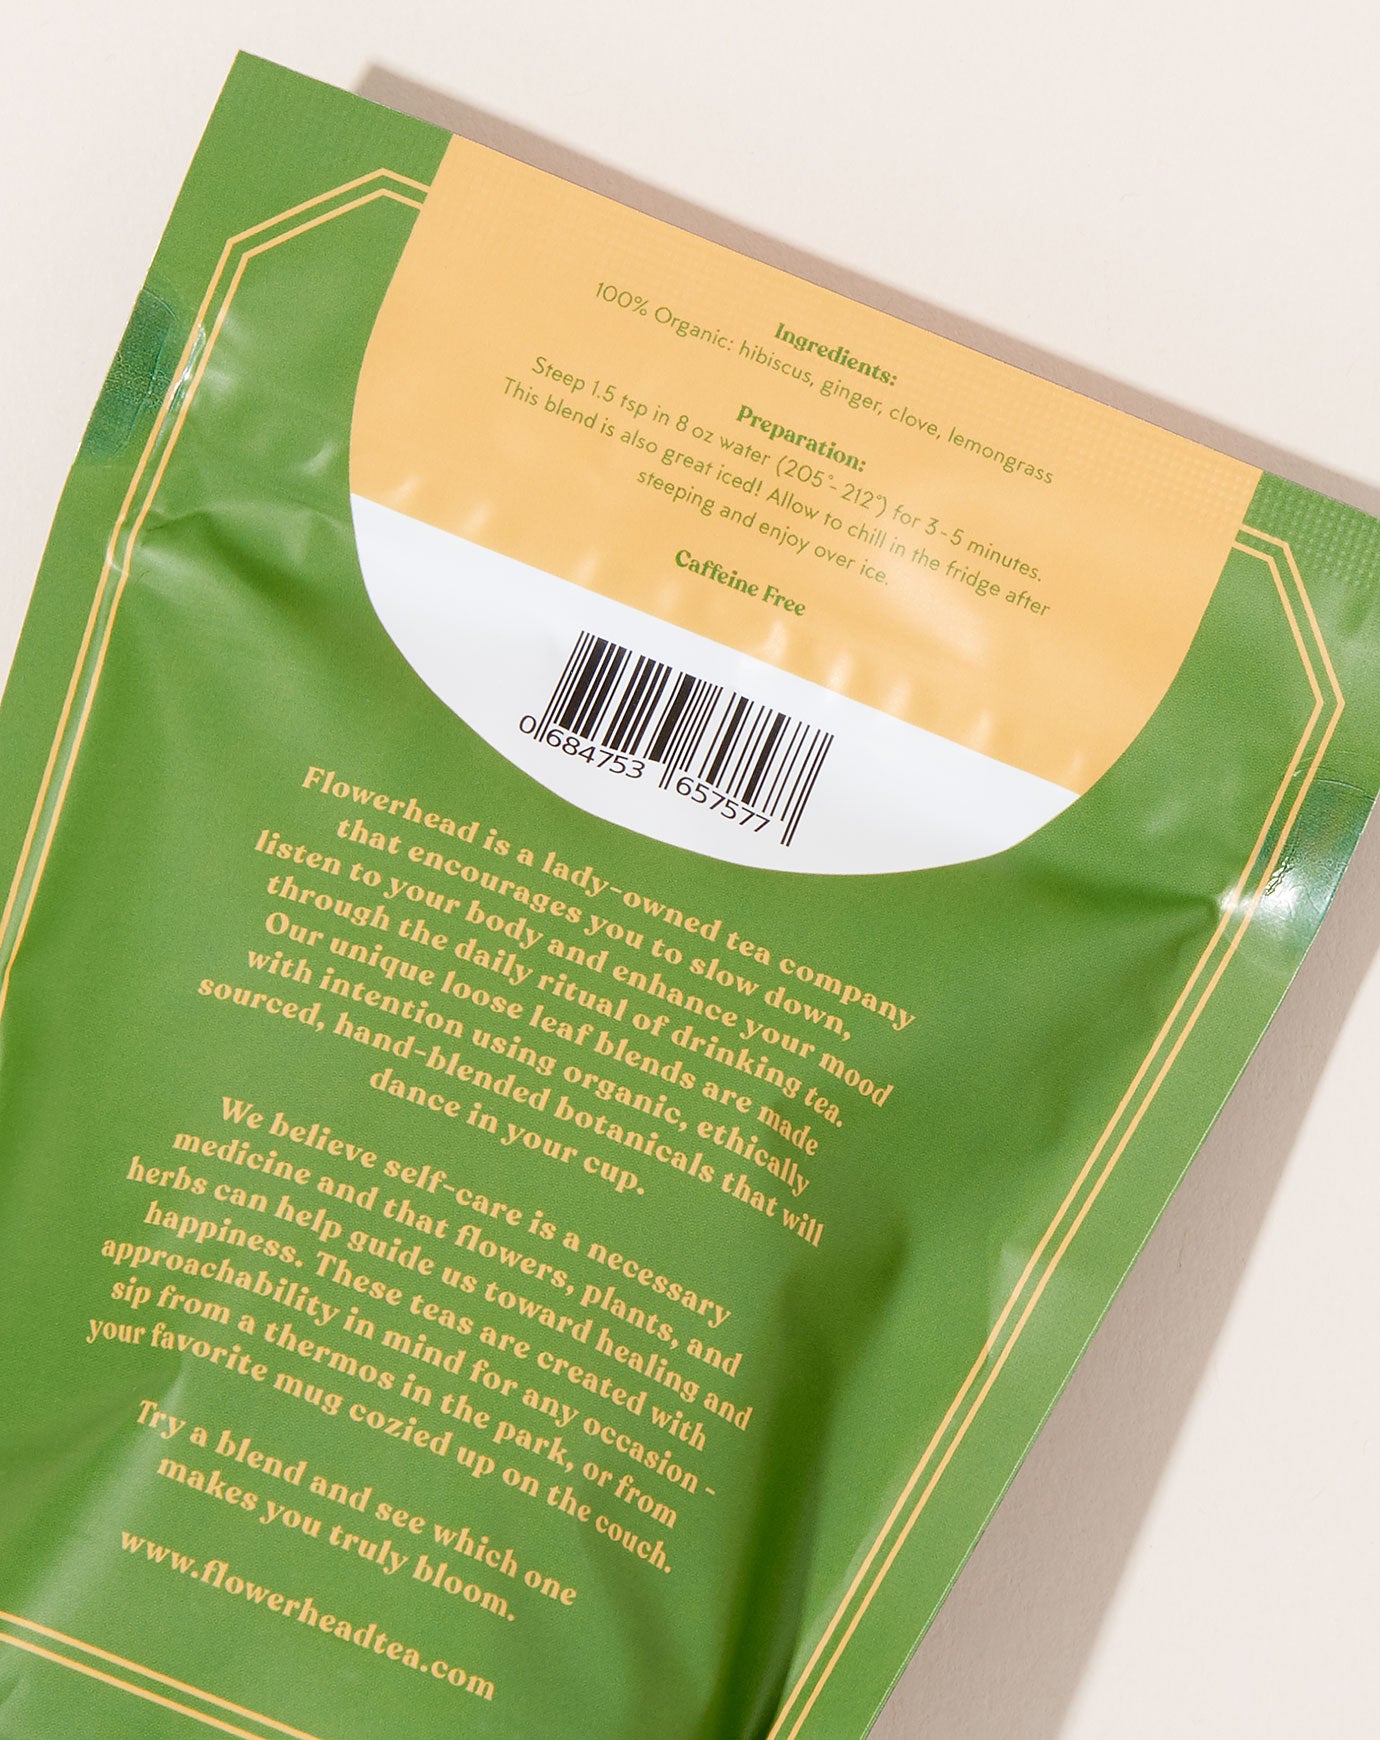 Ingredients:
100% Organic: hibiscus, ginger, clove, lemongrass
Preparation:
Steep 1.5 tsp in 8 oz water (205°-212°) for 3-5 minutes.
This blend is also great iced! Allow to chill in the fridge after
steeping and enjoy over ice.
Caffeine Free
0 684753 657577
Flowerhead is a lady-owned tea company
that encourages you to slow down,
listen to your body and enhance your mood
through the daily ritual of drinking tea.
Our unique loose leaf blends are made
with intention using organic, ethically
sourced, hand-blended botanicals that will
dance in your cup.
We believe self-care is a necessary
medicine and that flowers, plants, and
herbs can help guide us toward healing and
happiness. These teas are created with
approachability in mind for any occasion -
sip from a thermos in the park, or from
your favorite mug cozied up on the couch.
Try a blend and see which one
makes you truly bloom.
www.flowerheadtea.com